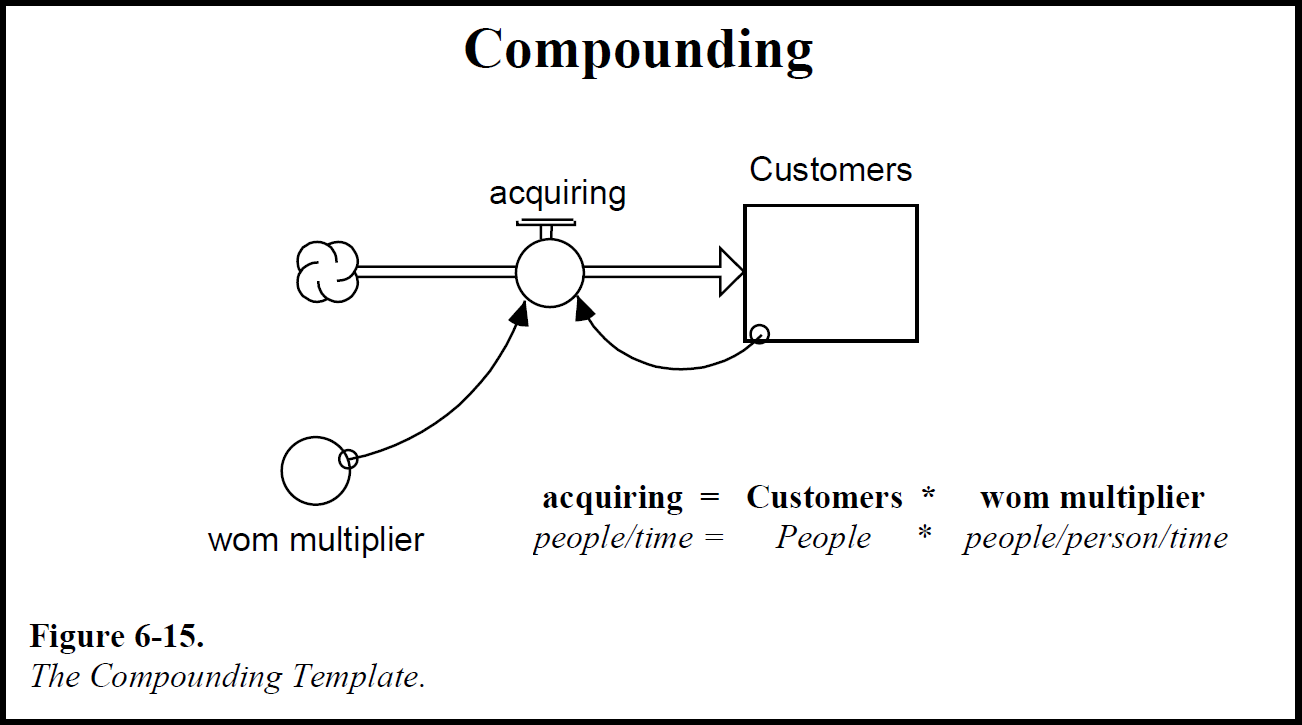 Compounding
Customers
acquiring
wom multiplier
acquiring = Customers * wom multiplier
people/time = People * people/person/time
Figure 6-15.
The Compounding Template.